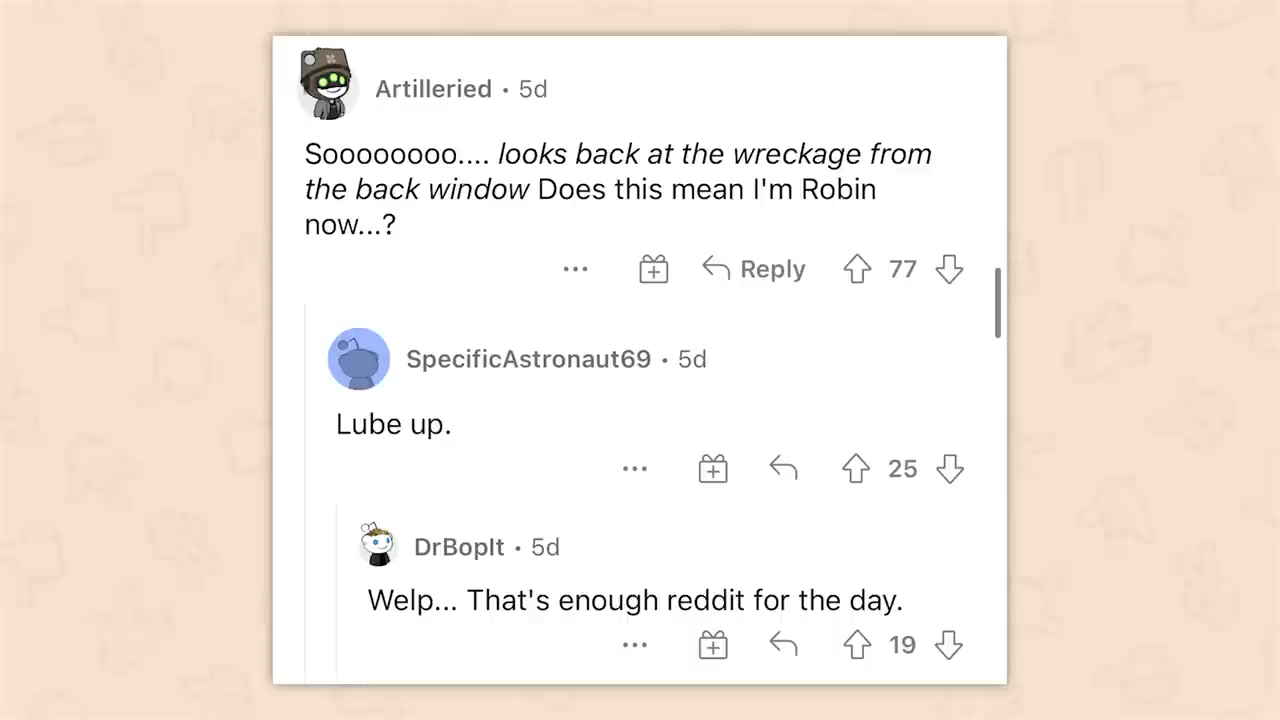 Artilleried • 5d
Soooooooo.... looks back at the wreckage from
the back window Does this mean I'm Robin
now...?
... Reply 77
SpecificAstronaut69 • 5d
Lube up.
... 25
DrBopIt • 5d
Welp... That's enough reddit for the day.
... 19